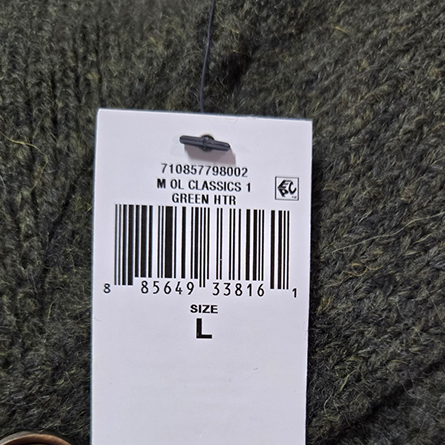 710857798002
M OL CLASSICS 1
GREEN HTR
8 85649 33816 1
SIZE
L